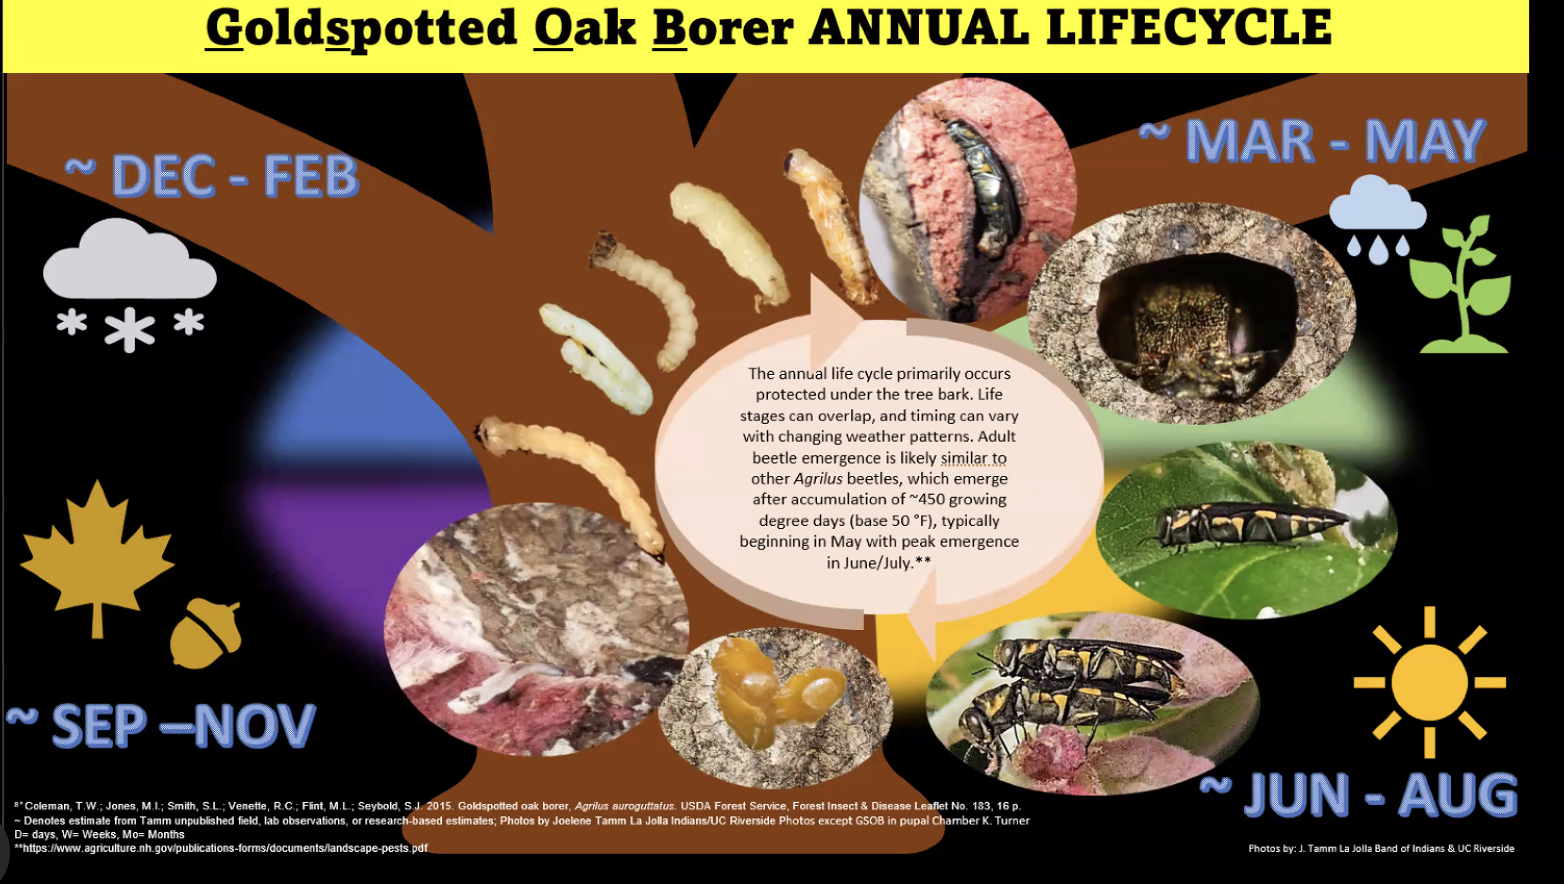 Goldspotted Oak Borer ANNUAL LIFECYCLE
~ DEC - FEB
~ MAR - MAY
The annual life cycle primarily occurs
protected under the tree bark. Life
stages can overlap, and timing can vary
with changing weather patterns. Adult
beetle emergence is likely similar to
other Agrilus beetles, which emerge
after accumulation of ~450 growing
degree days (base 50 °F), typically
beginning in May with peak emergence
in June/July.**
~ SEP –NOV
~ JUN - AUG
8* Coleman, T.W.; Jones, M.I.; Smith, S.L.; Venette, R.C.; Flint, M.L.; Seybold, S.J. 2015. Goldspotted oak borer, Agrilus auroguttatus. USDA Forest Service, Forest Insect & Disease Leaflet No. 183, 16 p.
~ Denotes estimate from Tamm unpublished field, lab observations, or research-based estimates; Photos by Joelene Tamm La Jolla Indians/UC Riverside Photos except GSOB in pupal Chamber K. Turner
D= days, W= Weeks, Mo= Months
**https://www.agriculture.nh.gov/publications-forms/documents/landscape-pests.pdf
Photos by: J. Tamm La Jolla Band of Indians & UC Riverside